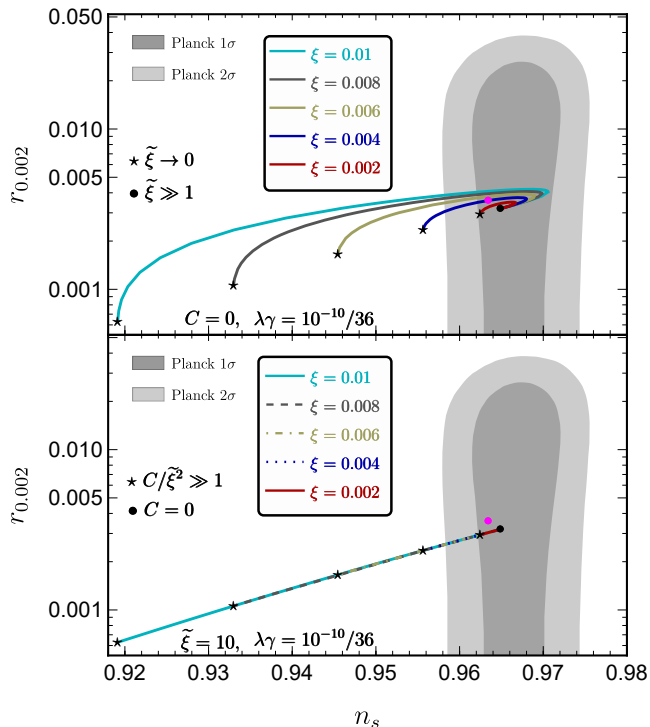 0.050
Planck 1σ
Planck 2σ
ξ = 0.01
ξ = 0.008
ξ = 0.006
ξ = 0.004
ξ = 0.002
0.010
0.005
0.001
r₀.₀₀₂
ξ̃ → 0
ξ̃ ≫ 1
C = 0, λγ = 10⁻¹⁰/36
Planck 1σ
Planck 2σ
ξ = 0.01
ξ = 0.008
ξ = 0.006
ξ = 0.004
ξ = 0.002
0.010
0.005
0.001
r₀.₀₀₂
C/ξ̃² ≫ 1
C = 0
ξ̃ = 10, λγ = 10⁻¹⁰/36
0.92 0.93 0.94 0.95 0.96 0.97 0.98
nₛ